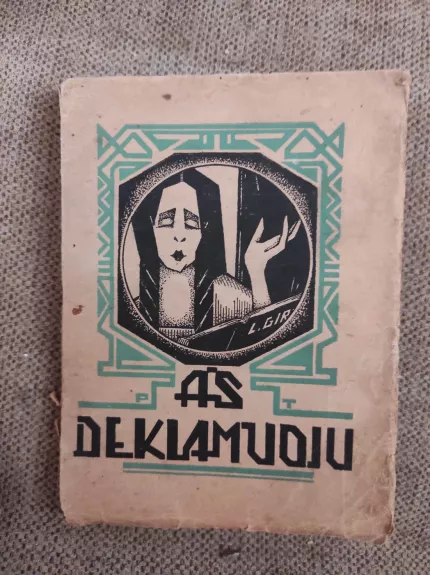 L. GIR
P T
AŠ
DEKLAMUOJU